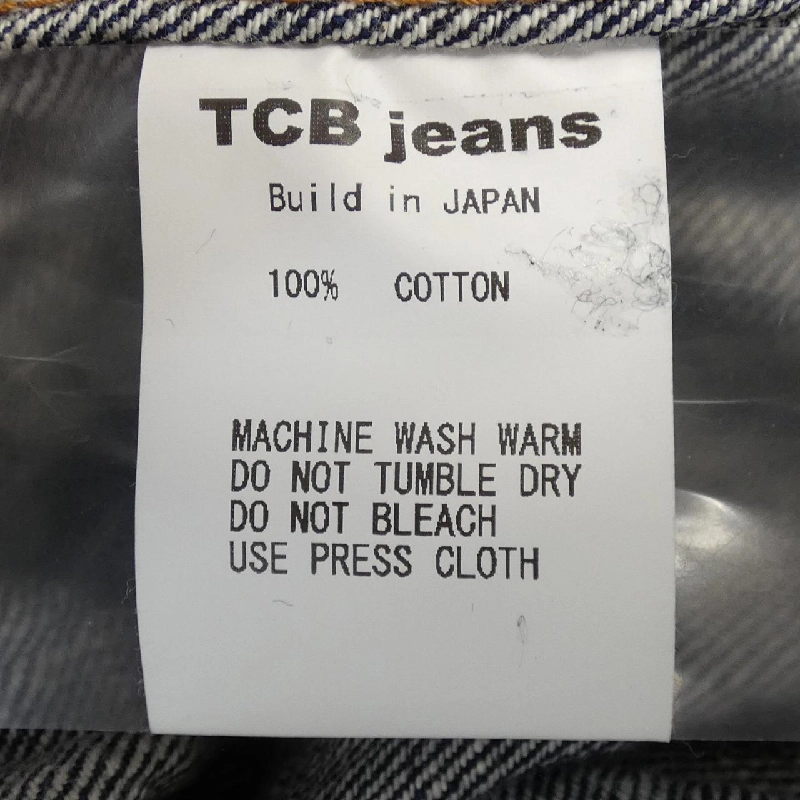 TCB jeans
Build in JAPAN
100% COTTON
MACHINE WASH WARM
DO NOT TUMBLE DRY
DO NOT BLEACH
USE PRESS CLOTH